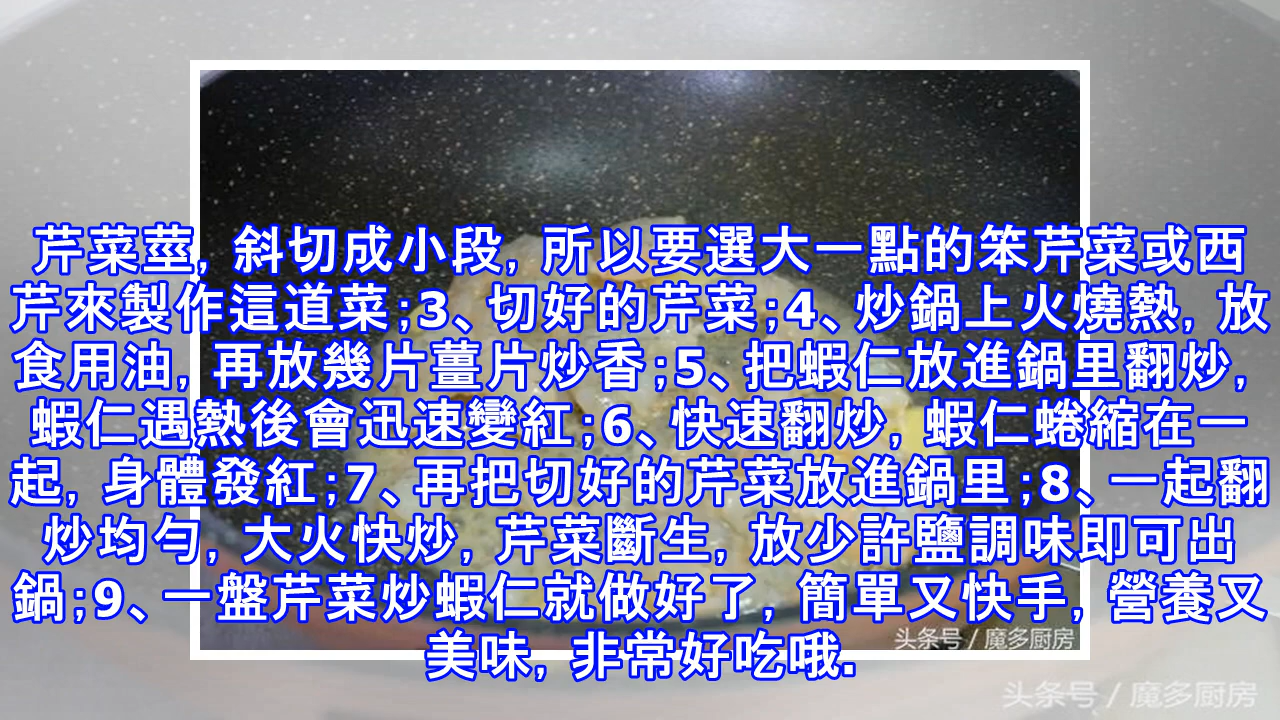 芹菜莖, 斜切成小段, 所以要選大一點的笨芹菜或西
芹來製作這道菜;3、切好的芹菜;4、炒鍋上火燒熱, 放
食用油, 再放幾片薑片炒香;5、把蝦仁放進鍋里翻炒,
蝦仁遇熱後會迅速變紅;6、快速翻炒, 蝦仁蜷縮在一
起, 身體發紅;7、再把切好的芹菜放進鍋里;8、一起翻
炒均勻, 大火快炒, 芹菜斷生, 放少許鹽調味即可出
鍋;9、一盤芹菜炒蝦仁就做好了, 簡單又快手, 營養又
美味, 非常好吃哦.
头条号 / 魔多厨房
头条号 / 魔多厨房